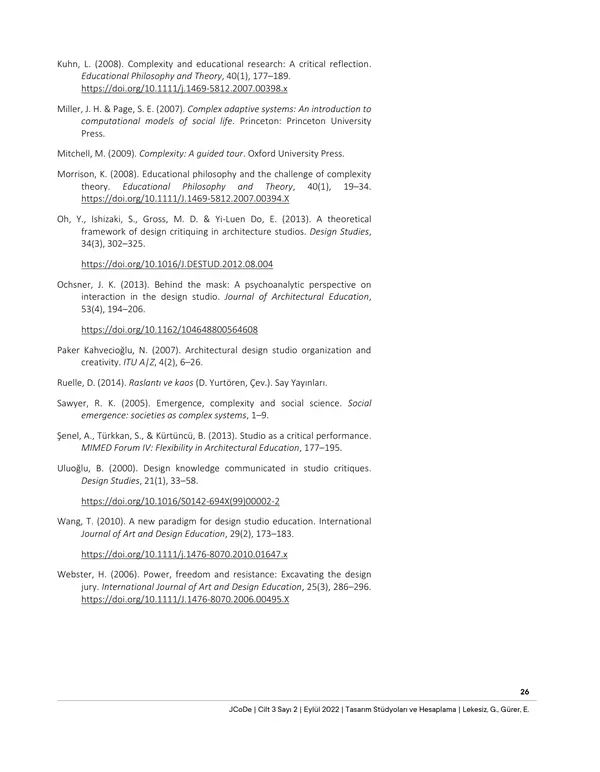 Kuhn, L. (2008). Complexity and educational research: A critical reflection.
Educational Philosophy and Theory, 40(1), 177–189.
https://doi.org/10.1111/j.1469-5812.2007.00398.x
Miller, J. H. & Page, S. E. (2007). Complex adaptive systems: An introduction to
computational models of social life. Princeton: Princeton University
Press.
Mitchell, M. (2009). Complexity: A guided tour. Oxford University Press.
Morrison, K. (2008). Educational philosophy and the challenge of complexity
theory. Educational Philosophy and Theory, 40(1), 19–34.
https://doi.org/10.1111/J.1469-5812.2007.00394.X
Oh, Y., Ishizaki, S., Gross, M. D. & Yi-Luen Do, E. (2013). A theoretical
framework of design critiquing in architecture studios. Design Studies,
34(3), 302–325.
https://doi.org/10.1016/J.DESTUD.2012.08.004
Ochsner, J. K. (2013). Behind the mask: A psychoanalytic perspective on
interaction in the design studio. Journal of Architectural Education,
53(4), 194–206.
https://doi.org/10.1162/104648800564608
Paker Kahvecioğlu, N. (2007). Architectural design studio organization and
creativity. ITU A|Z, 4(2), 6–26.
Ruelle, D. (2014). Raslantı ve kaos (D. Yurtören, Çev.). Say Yayınları.
Sawyer, R. K. (2005). Emergence, complexity and social science. Social
emergence: societies as complex systems, 1–9.
Şenel, A., Türkkan, S., & Kürtüncü, B. (2013). Studio as a critical performance.
MIMED Forum IV: Flexibility in Architectural Education, 177–195.
Uluoğlu, B. (2000). Design knowledge communicated in studio critiques.
Design Studies, 21(1), 33–58.
https://doi.org/10.1016/S0142-694X(99)00002-2
Wang, T. (2010). A new paradigm for design studio education. International
Journal of Art and Design Education, 29(2), 173–183.
https://doi.org/10.1111/j.1476-8070.2010.01647.x
Webster, H. (2006). Power, freedom and resistance: Excavating the design
jury. International Journal of Art and Design Education, 25(3), 286–296.
https://doi.org/10.1111/J.1476-8070.2006.00495.X
26
JCoDe | Cilt 3 Sayı 2 | Eylül 2022 | Tasarım Stüdyoları ve Hesaplama | Lekesiz, G., Gürer, E.